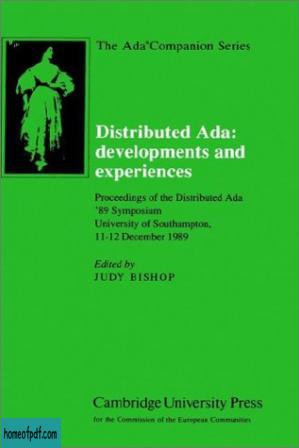 The Ada® Companion Series
Distributed Ada:
developments and
experiences
Proceedings of the Distributed Ada
'89 Symposium
University of Southampton,
11-12 December 1989
Edited by
JUDY BISHOP
Cambridge University Press
for the Commission of the European Communities
homeofpdf.com